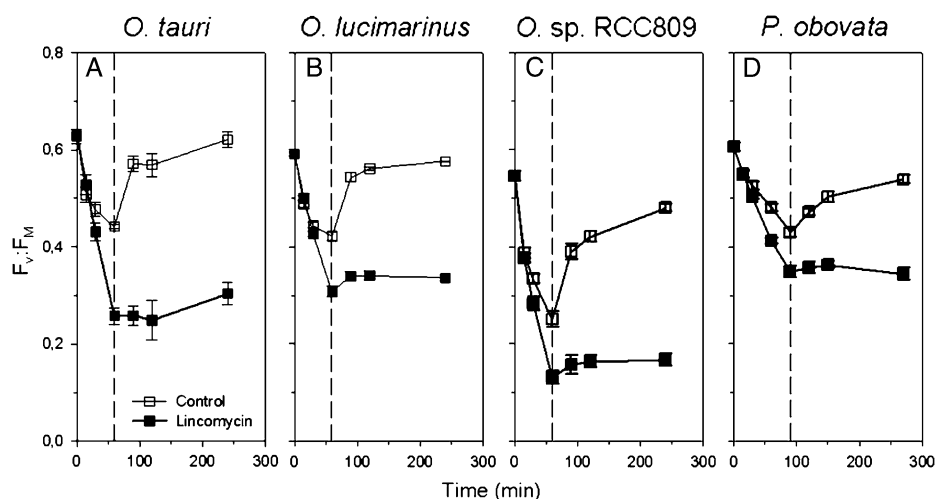 O. tauri O. lucimarinus O. sp. RCC809 P. obovata
A B C D
0,8
0,6
0,4
0,2
0,0
Fv:FM
Control
Lincomycin
0 100 200 300 0 100 200 300 0 100 200 300 0 100 200 300
Time (min)